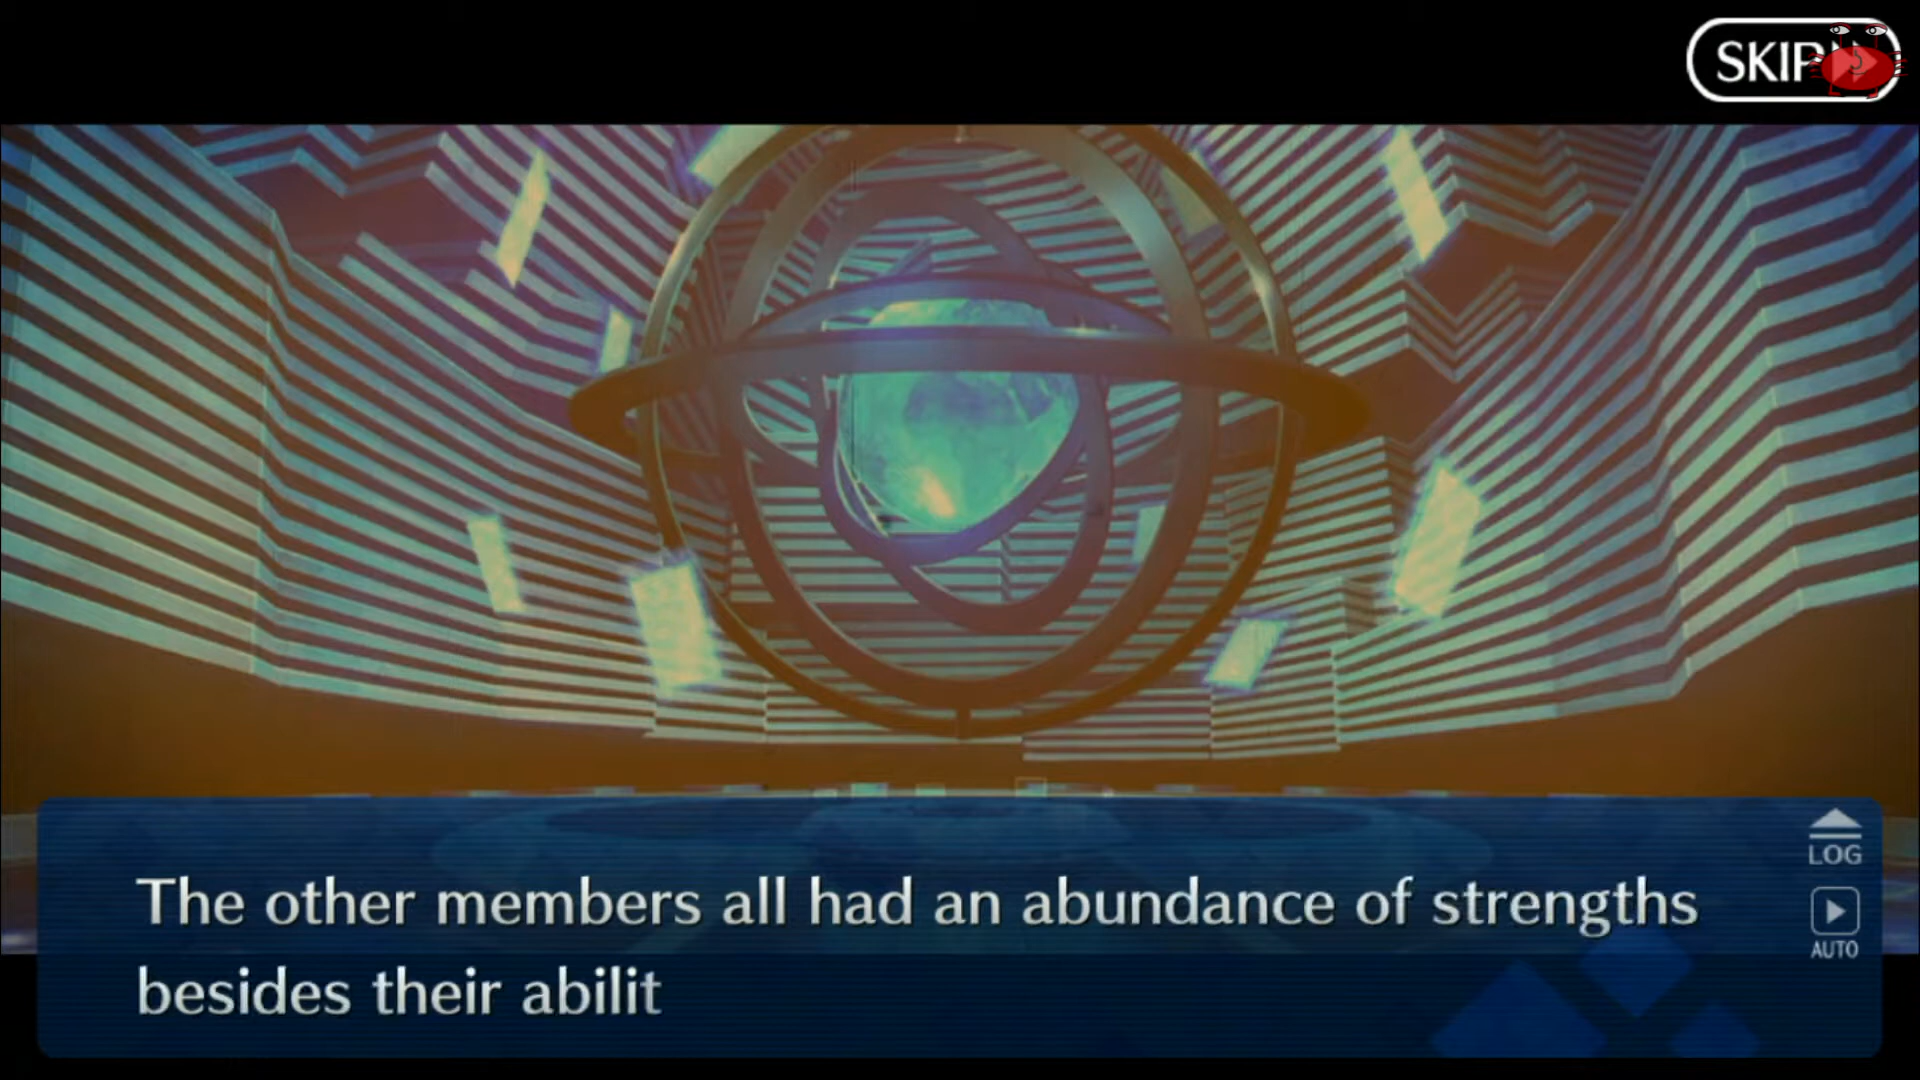 SKIP
The other members all had an abundance of strengths
besides their abilit
LOG
AUTO